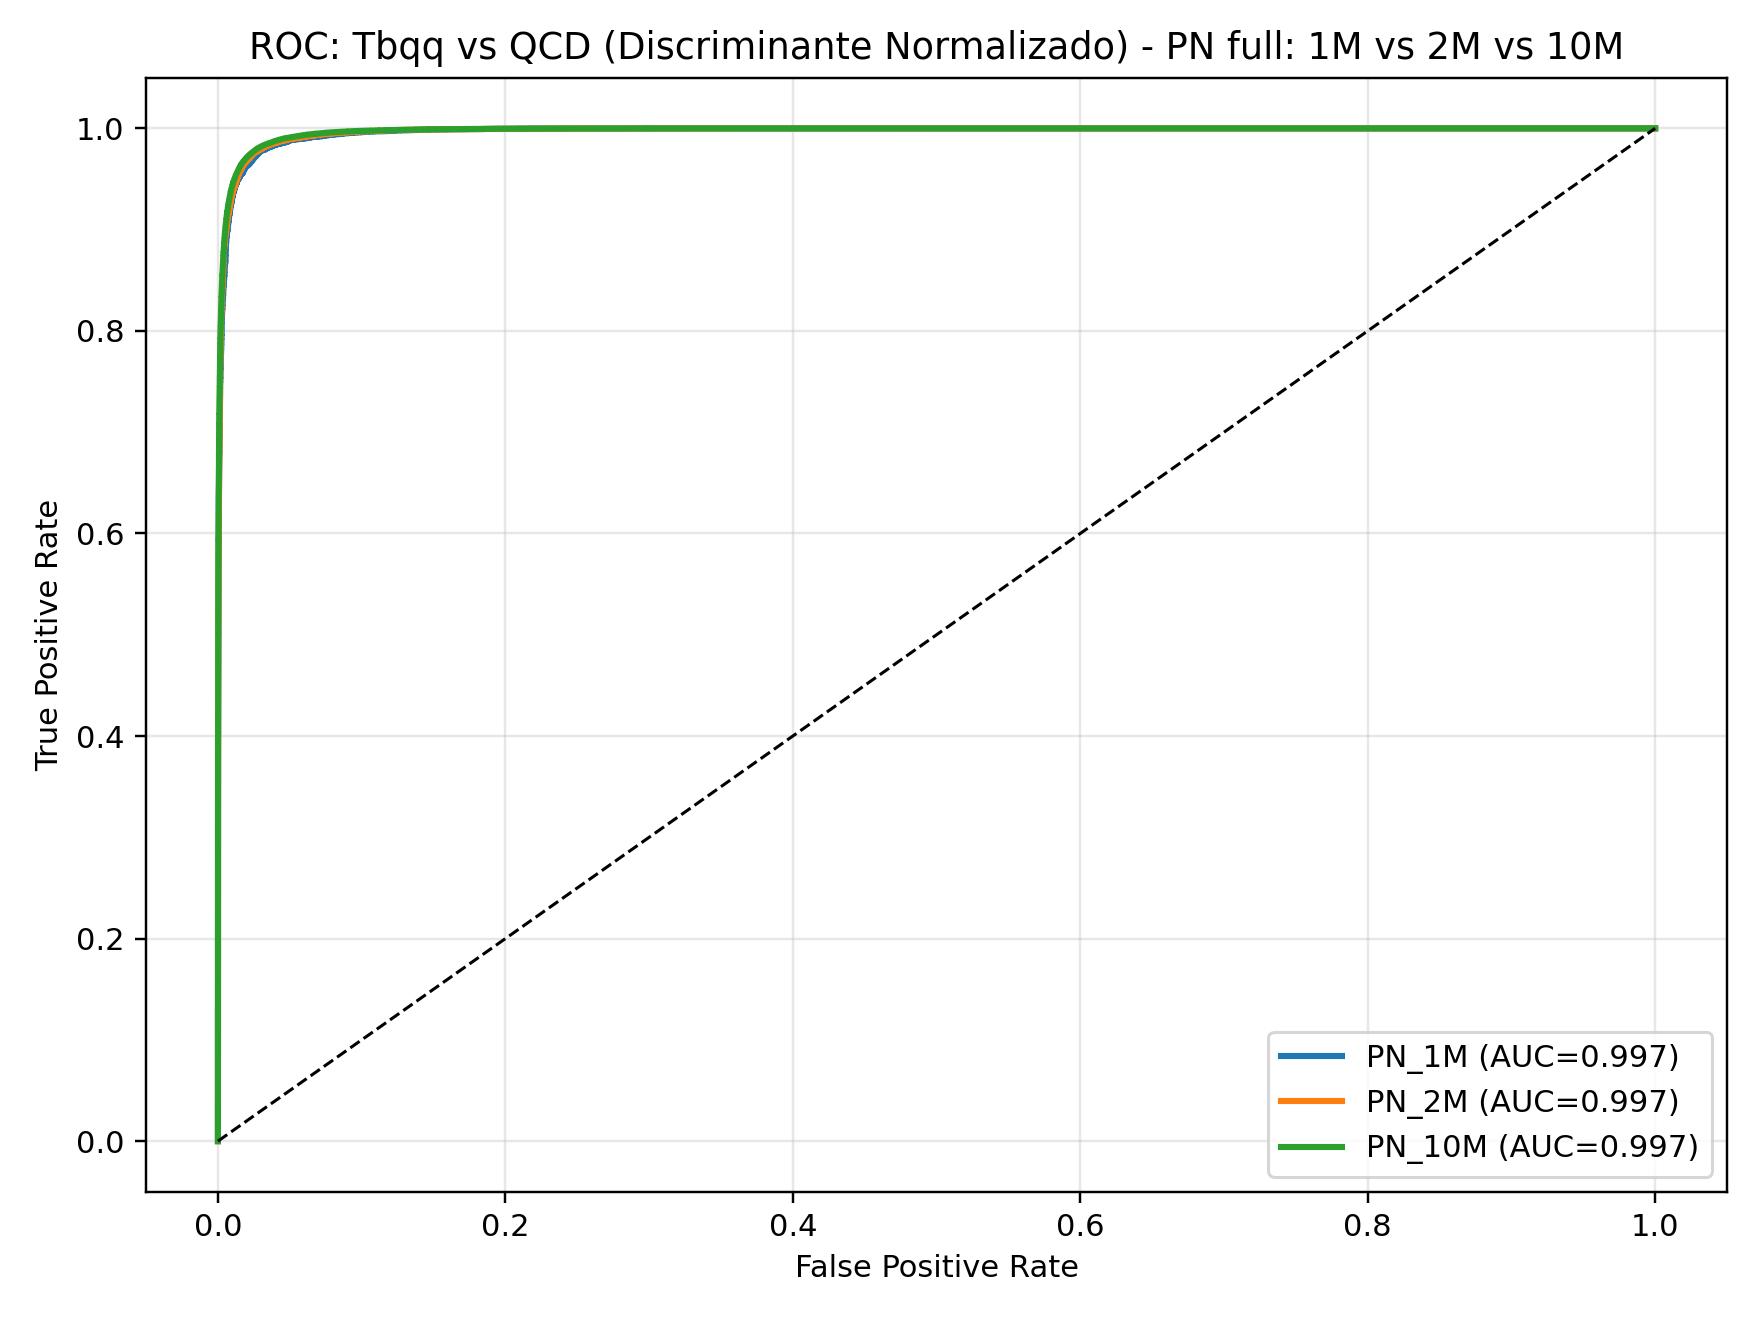 ROC: Tbqq vs QCD (Discriminante Normalizado) - PN full: 1M vs 2M vs 10M
True Positive Rate
1.0
0.8
0.6
0.4
0.2
0.0
PN_1M (AUC=0.997)
PN_2M (AUC=0.997)
PN_10M (AUC=0.997)
0.0 0.2 0.4 0.6 0.8 1.0
False Positive Rate